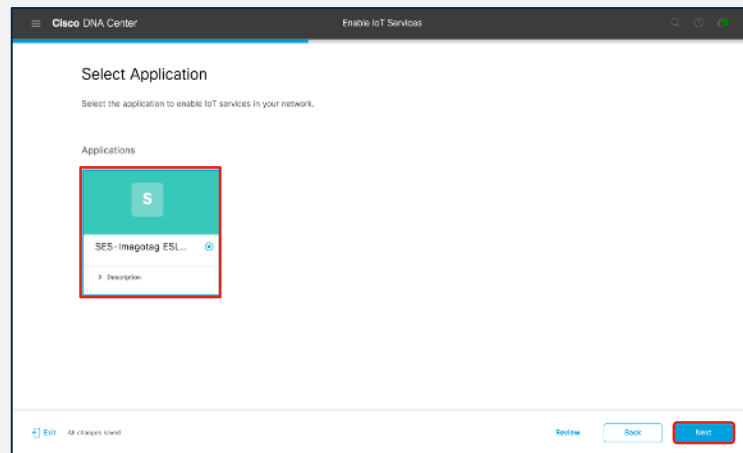 Cisco DNA Center
Enable IoT Services
Select Application
Select the application to enable IoT services in your network.
Applications
S
SES-Imagotag ESL...
Description
Exit
All changes saved
Review
Back
Next